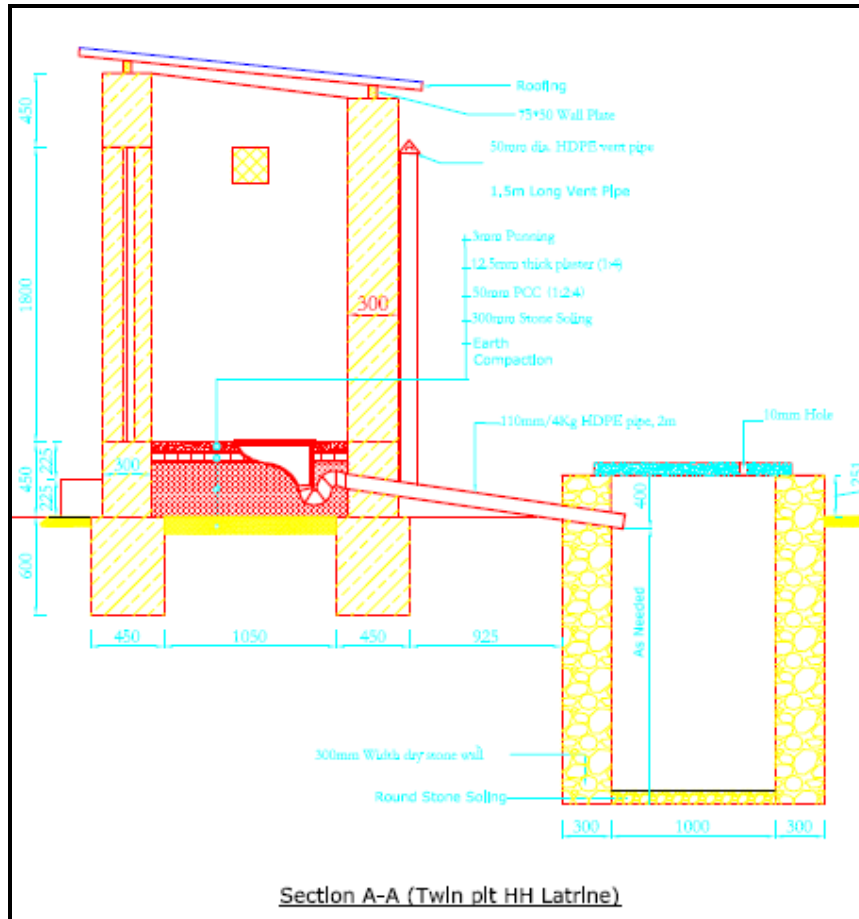 Roofing
75*50 Wall Plate
50mm dia. HDPE vent pipe
1,5m Long Vent Pipe
3mm Punning
12.5mm thick plaster (1:4)
50mm PCC (1:2:4)
300mm Stone Soling
Earth
Compaction
110mm/4Kg HDPE pipe, 2m
10mm Hole
450
1800
450
225
225
600
300
300
400
As Needed
450
1050
450
925
300mm Width dry stone wall
Round Stone Soling
300
1000
300
Section A-A (Twin pit HH Latrine)